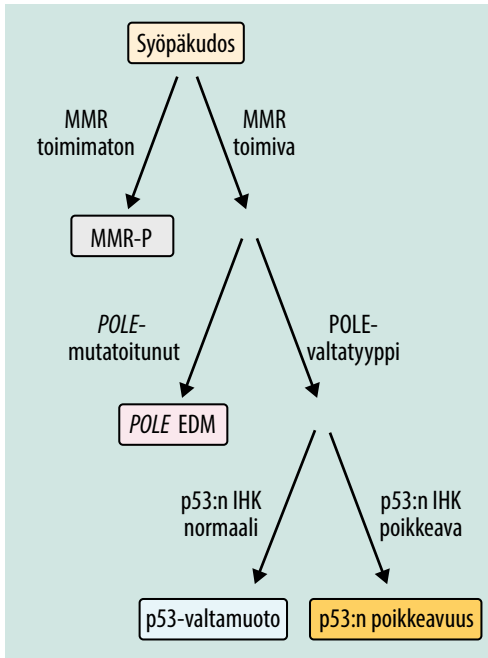 Syöpäkudos
MMR
toimimaton
MMR
toimiva
MMR-P
POLE-
mutatoitunut
POLE-
valtatyyppi
POLE EDM
p53:n IHK
normaali
p53:n IHK
poikkeava
p53-valtamuoto
p53:n poikkeavuus